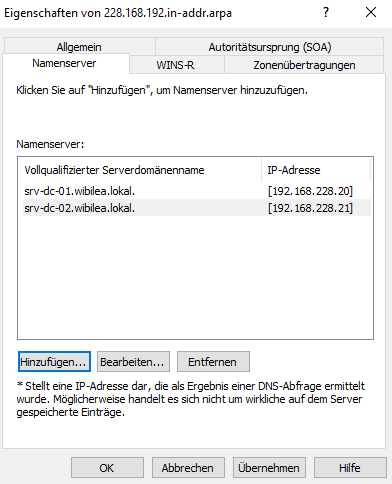 Eigenschaften von 228.168.192.in-addr.arpa ? ×
Allgemein Autoritätsursprung (SOA)
Namenserver WINS-R Zonenübertragungen
Klicken Sie auf "Hinzufügen", um Namenserver hinzuzufügen.
Namenserver:
Vollqualifizierter Serverdomänenname IP-Adresse
srv-dc-01.wibilea.lokal. [192.168.228.20]
srv-dc-02.wibilea.lokal. [192.168.228.21]
Hinzufügen... Bearbeiten... Entfernen
* Stellt eine IP-Adresse dar, die als Ergebnis einer DNS-Abfrage ermittelt
wurde. Möglicherweise handelt es sich nicht um wirkliche auf dem Server
gespeicherte Einträge.
OK Abbrechen Übernehmen Hilfe